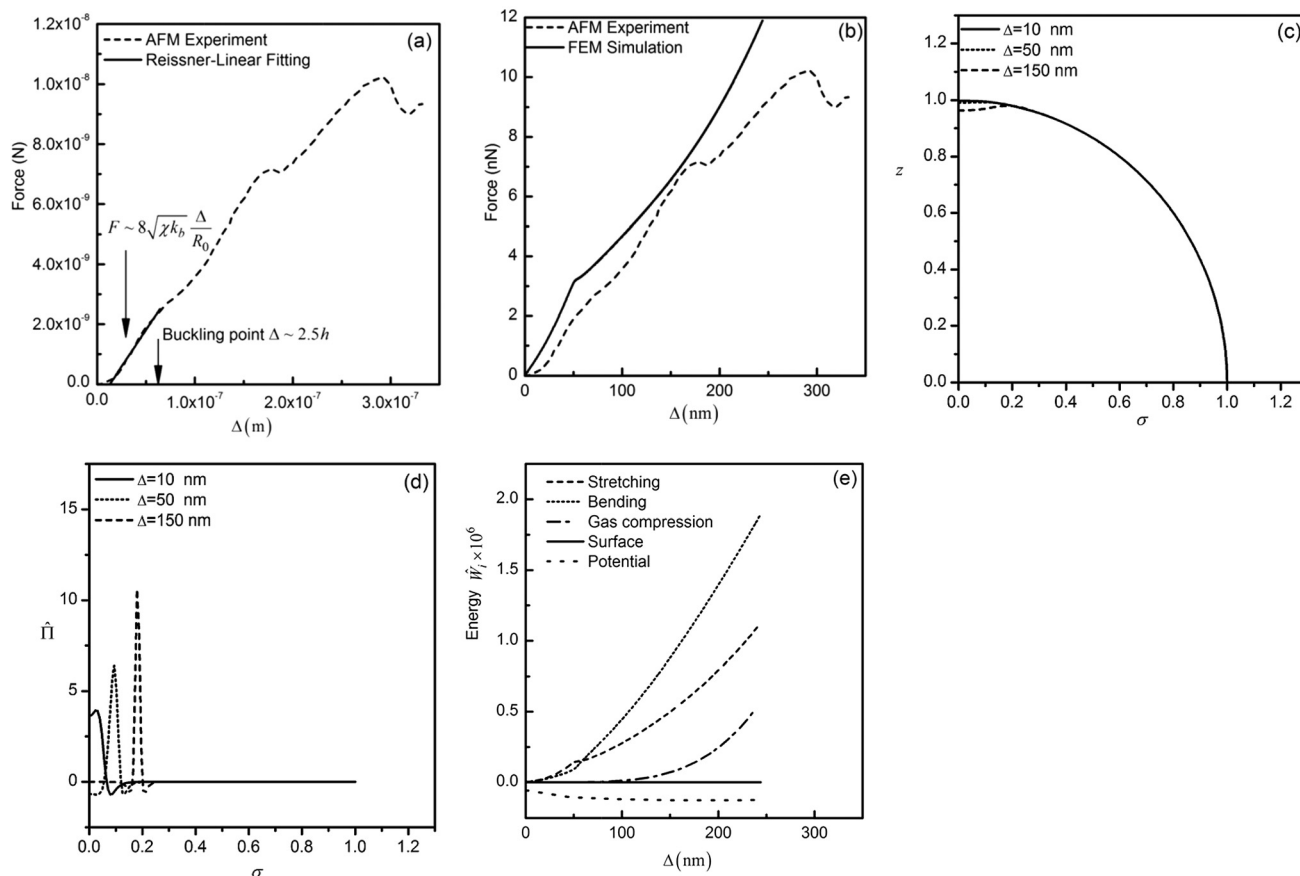 1.2x10⁻⁸
1.0x10⁻⁸
8.0x10⁻⁹
6.0x10⁻⁹
4.0x10⁻⁹
2.0x10⁻⁹
0.0
Force (N)
AFM Experiment
Reissner-Linear Fitting
(a)
F ~ 8√χk_b Δ/R₀
Buckling point Δ ~ 2.5h
0.0 1.0x10⁻⁷ 2.0x10⁻⁷ 3.0x10⁻⁷
Δ(m)
12
10
8
6
4
2
0
Force (nN)
AFM Experiment
FEM Simulation
(b)
0 100 200 300
Δ(nm)
1.2
1.0
0.8
0.6
0.4
0.2
0.0
z
Δ=10 nm
Δ=50 nm
Δ=150 nm
(c)
0.0 0.2 0.4 0.6 0.8 1.0 1.2
σ
15
10
5
0
Π̂
Δ=10 nm
Δ=50 nm
Δ=150 nm
(d)
0.0 0.2 0.4 0.6 0.8 1.0 1.2
σ
2.0
1.5
1.0
0.5
0.0
Energy Ŵᵢ×10⁶
Stretching
Bending
Gas compression
Surface
Potential
(e)
0 100 200 300
Δ(nm)